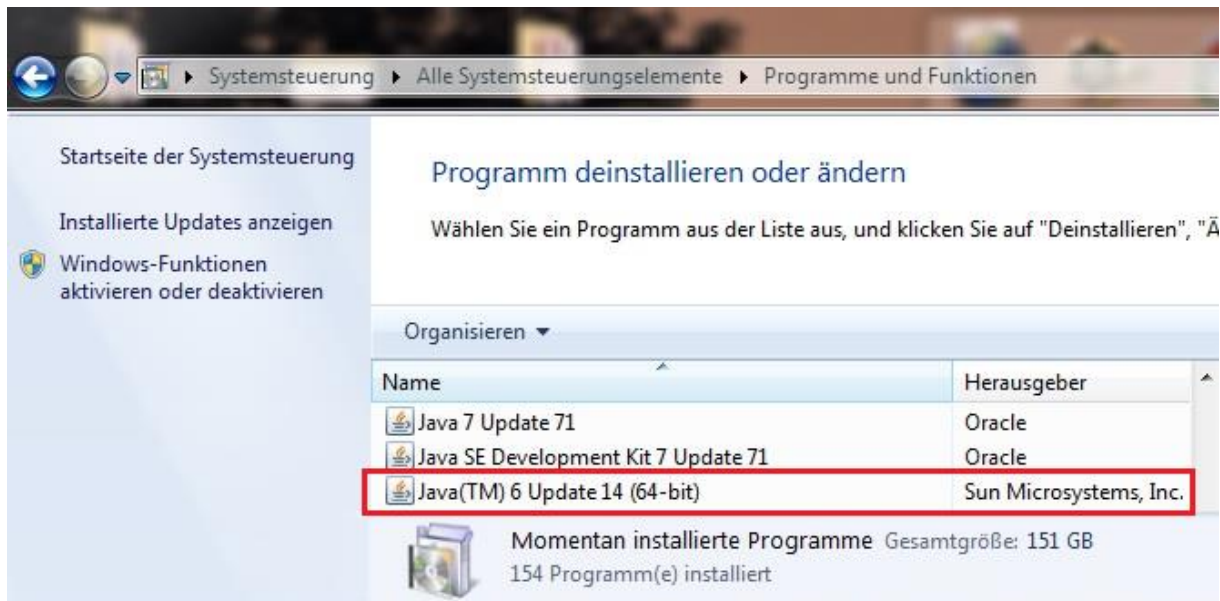 Systemsteuerung ▸ Alle Systemsteuerungselemente ▸ Programme und Funktionen
Startseite der Systemsteuerung
Installierte Updates anzeigen
Windows-Funktionen
aktivieren oder deaktivieren
Programm deinstallieren oder ändern
Wählen Sie ein Programm aus der Liste aus, und klicken Sie auf "Deinstallieren", "Ä
Organisieren
Name Herausgeber
Java 7 Update 71 Oracle
Java SE Development Kit 7 Update 71 Oracle
Java(TM) 6 Update 14 (64-bit) Sun Microsystems, Inc.
Momentan installierte Programme Gesamtgröße: 151 GB
154 Programm(e) installiert